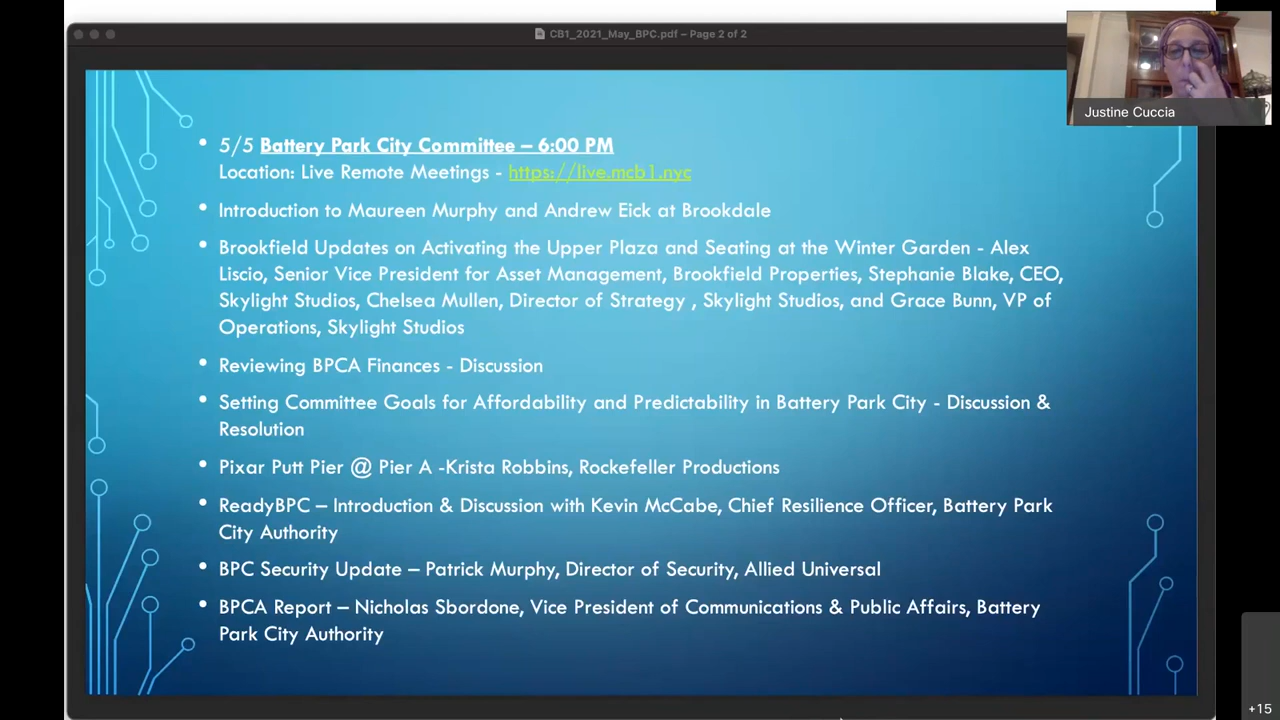 CB1_2021_May_BPC.pdf – Page 2 of 2
Justine Cuccia
• 5/5 Battery Park City Committee – 6:00 PM
Location: Live Remote Meetings - https://live.mcb1.nyc
• Introduction to Maureen Murphy and Andrew Eick at Brookdale
• Brookfield Updates on Activating the Upper Plaza and Seating at the Winter Garden - Alex
Liscio, Senior Vice President for Asset Management, Brookfield Properties, Stephanie Blake, CEO,
Skylight Studios, Chelsea Mullen, Director of Strategy , Skylight Studios, and Grace Bunn, VP of
Operations, Skylight Studios
• Reviewing BPCA Finances - Discussion
• Setting Committee Goals for Affordability and Predictability in Battery Park City - Discussion &
Resolution
• Pixar Putt Pier @ Pier A -Krista Robbins, Rockefeller Productions
• ReadyBPC – Introduction & Discussion with Kevin McCabe, Chief Resilience Officer, Battery Park
City Authority
• BPC Security Update – Patrick Murphy, Director of Security, Allied Universal
• BPCA Report – Nicholas Sbordone, Vice President of Communications & Public Affairs, Battery
Park City Authority
+15